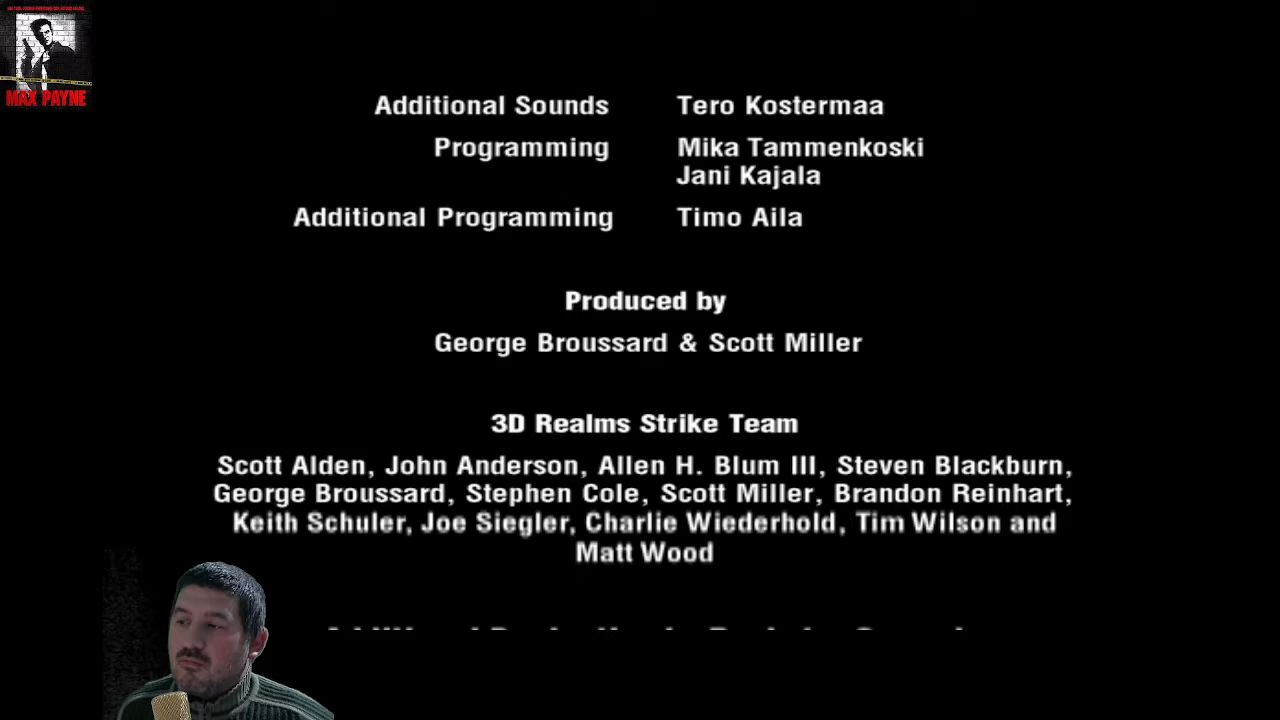 MAX PAYNE
Additional Sounds Tero Kostermaa
Programming Mika Tammenkoski
Jani Kajala
Additional Programming Timo Aila
Produced by
George Broussard & Scott Miller
3D Realms Strike Team
Scott Alden, John Anderson, Allen H. Blum III, Steven Blackburn,
George Broussard, Stephen Cole, Scott Miller, Brandon Reinhart,
Keith Schuler, Joe Siegler, Charlie Wiederhold, Tim Wilson and
Matt Wood